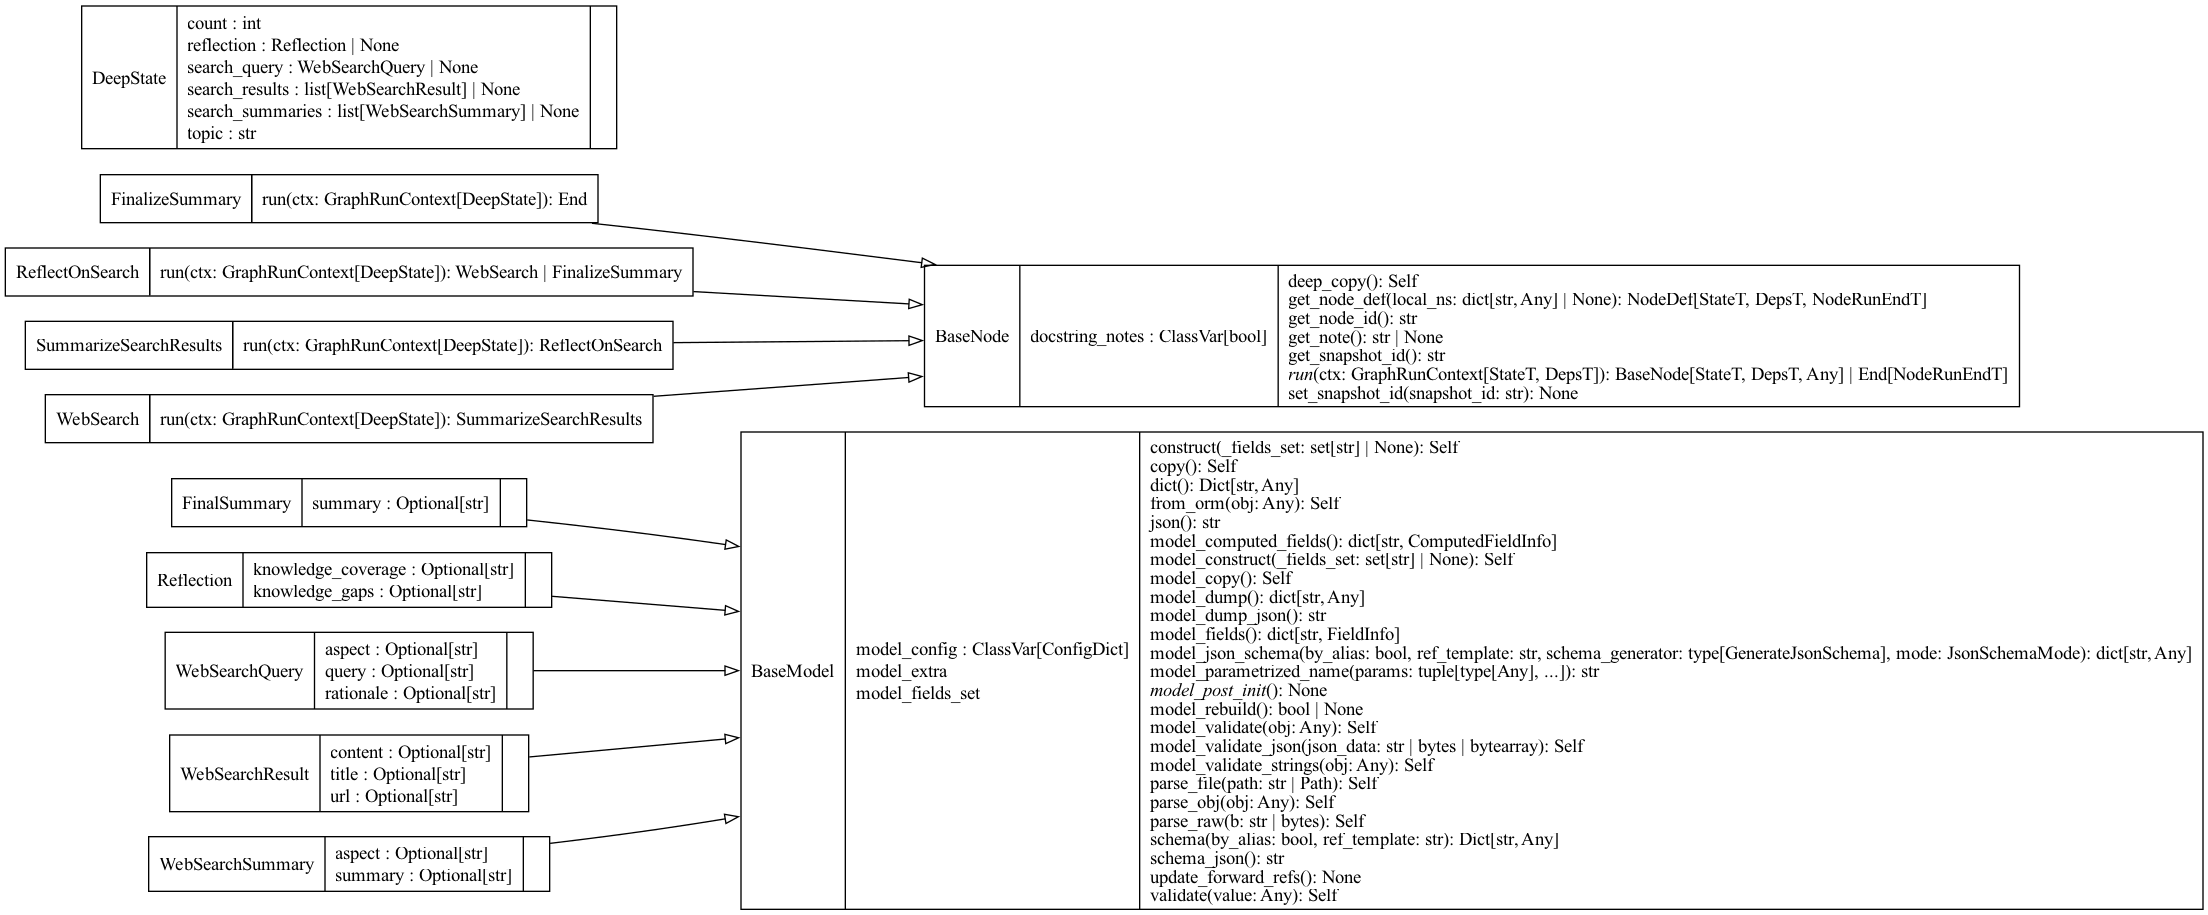 DeepState
count : int
reflection : Reflection | None
search_query : WebSearchQuery | None
search_results : list[WebSearchResult] | None
search_summaries : list[WebSearchSummary] | None
topic : str
FinalizeSummary
run(ctx: GraphRunContext[DeepState]): End
ReflectOnSearch
run(ctx: GraphRunContext[DeepState]): WebSearch | FinalizeSummary
SummarizeSearchResults
run(ctx: GraphRunContext[DeepState]): ReflectOnSearch
WebSearch
run(ctx: GraphRunContext[DeepState]): SummarizeSearchResults
BaseNode
docstring_notes : ClassVar[bool]
deep_copy(): Self
get_node_def(local_ns: dict[str, Any] | None): NodeDef[StateT, DepsT, NodeRunEndT]
get_node_id(): str
get_note(): str | None
get_snapshot_id(): str
run(ctx: GraphRunContext[StateT, DepsT]): BaseNode[StateT, DepsT, Any] | End[NodeRunEndT]
set_snapshot_id(snapshot_id: str): None
FinalSummary
summary : Optional[str]
Reflection
knowledge_coverage : Optional[str]
knowledge_gaps : Optional[str]
WebSearchQuery
aspect : Optional[str]
query : Optional[str]
rationale : Optional[str]
WebSearchResult
content : Optional[str]
title : Optional[str]
url : Optional[str]
WebSearchSummary
aspect : Optional[str]
summary : Optional[str]
BaseModel
model_config : ClassVar[ConfigDict]
model_extra
model_fields_set
construct(_fields_set: set[str] | None): Self
copy(): Self
dict(): Dict[str, Any]
from_orm(obj: Any): Self
json(): str
model_computed_fields(): dict[str, ComputedFieldInfo]
model_construct(_fields_set: set[str] | None): Self
model_copy(): Self
model_dump(): dict[str, Any]
model_dump_json(): str
model_fields(): dict[str, FieldInfo]
model_json_schema(by_alias: bool, ref_template: str, schema_generator: type[GenerateJsonSchema], mode: JsonSchemaMode): dict[str, Any]
model_parametrized_name(params: tuple[type[Any], ...]): str
model_post_init(): None
model_rebuild(): bool | None
model_validate(obj: Any): Self
model_validate_json(json_data: str | bytes | bytearray): Self
model_validate_strings(obj: Any): Self
parse_file(path: str | Path): Self
parse_obj(obj: Any): Self
parse_raw(b: str | bytes): Self
schema(by_alias: bool, ref_template: str): Dict[str, Any]
schema_json(): str
update_forward_refs(): None
validate(value: Any): Self